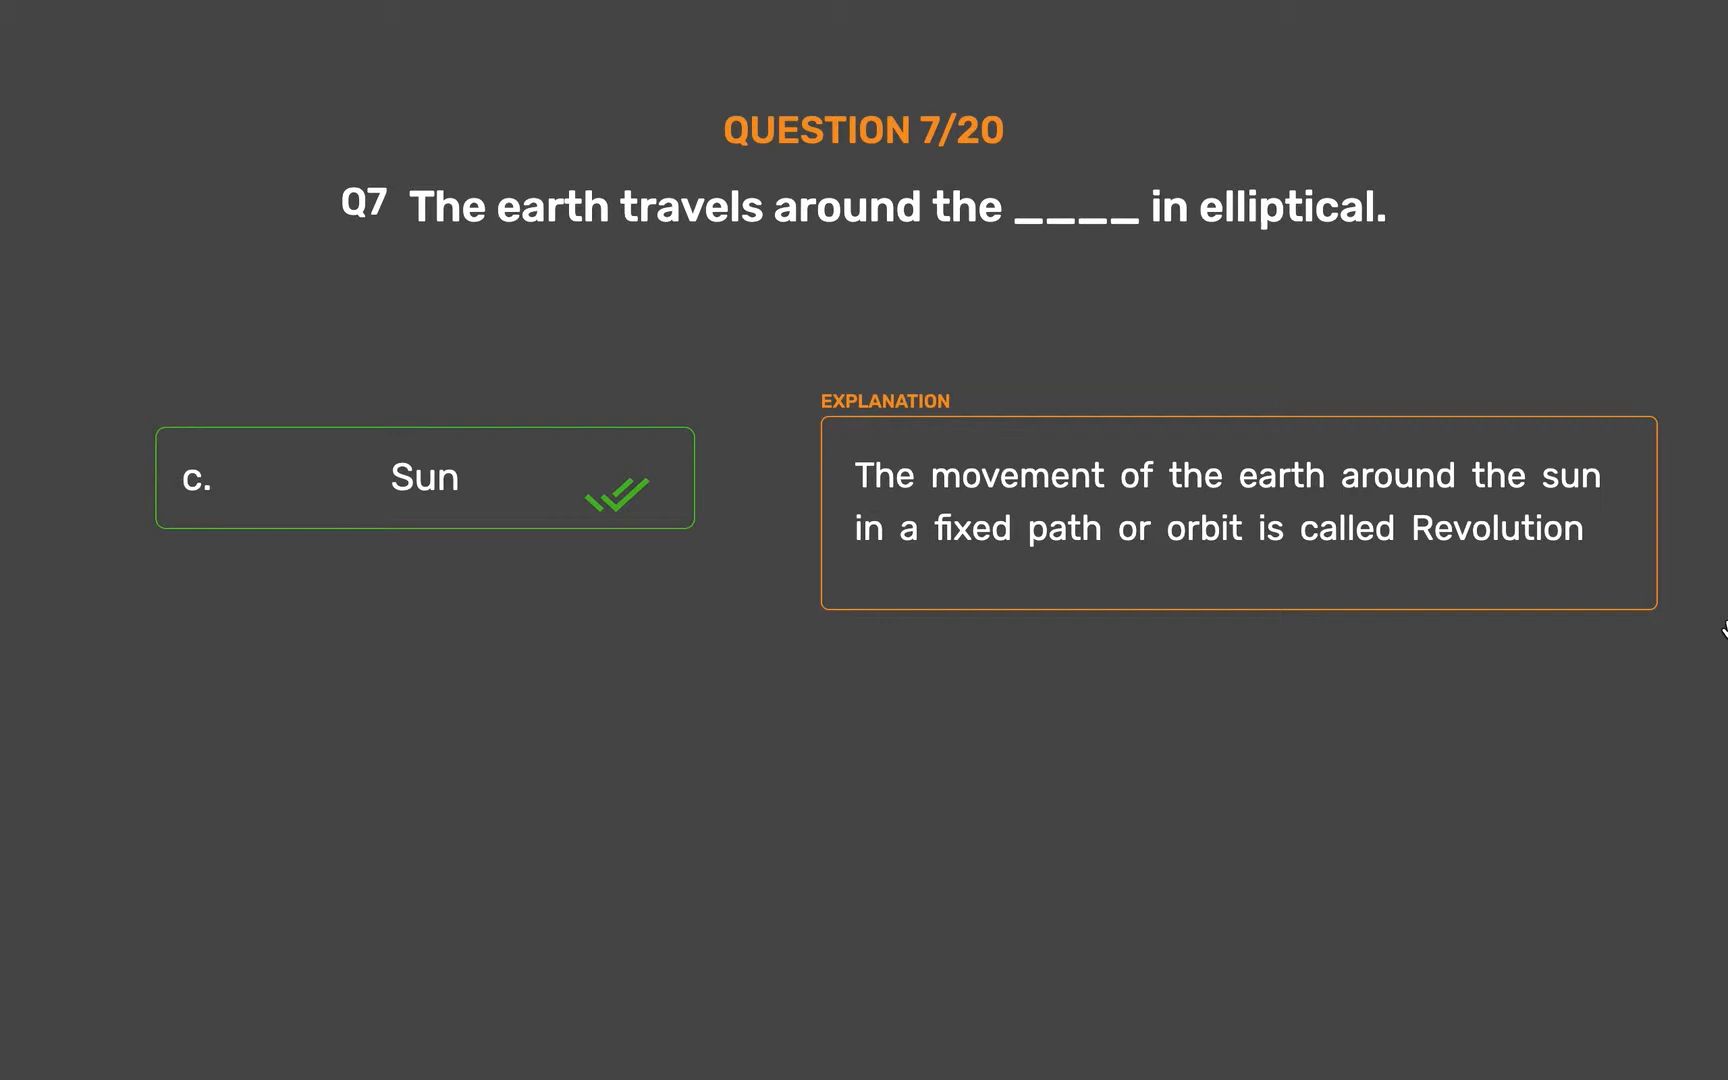 QUESTION 7/20
Q7 The earth travels around the ____ in elliptical.
c. Sun
EXPLANATION
The movement of the earth around the sun
in a fixed path or orbit is called Revolution